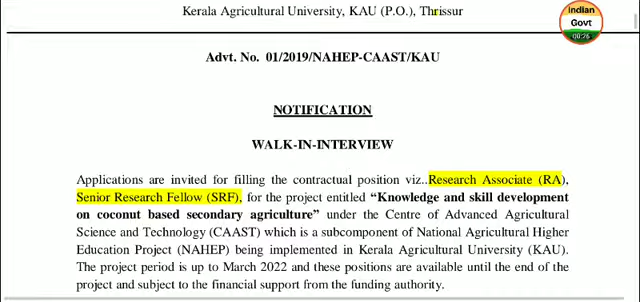 Kerala Agricultural University, KAU (P.O.), Thrissur
Indian
Govt
00:26
Advt. No. 01/2019/NAHEP-CAAST/KAU
NOTIFICATION
WALK-IN-INTERVIEW
Applications are invited for filling the contractual position viz..Research Associate (RA),
Senior Research Fellow (SRF), for the project entitled “Knowledge and skill development
on coconut based secondary agriculture” under the Centre of Advanced Agricultural
Science and Technology (CAAST) which is a subcomponent of National Agricultural Higher
Education Project (NAHEP) being implemented in Kerala Agricultural University (KAU).
The project period is up to March 2022 and these positions are available until the end of the
project and subject to the financial support from the funding authority.